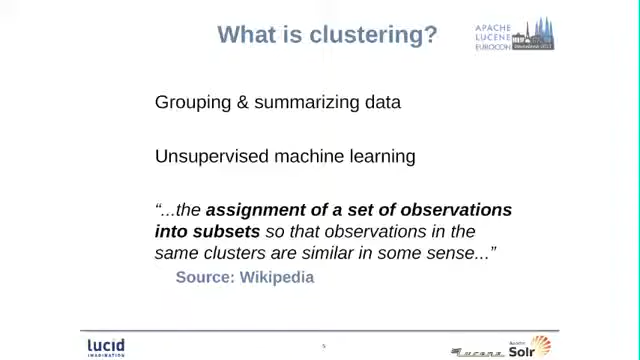 What is clustering?
APACHE
LUCENE
EUROCON
Grouping & summarizing data
Unsupervised machine learning
“...the assignment of a set of observations
into subsets so that observations in the
same clusters are similar in some sense...”
Source: Wikipedia
lucid
IMAGINATION
5
Lucene
Apache
Solr